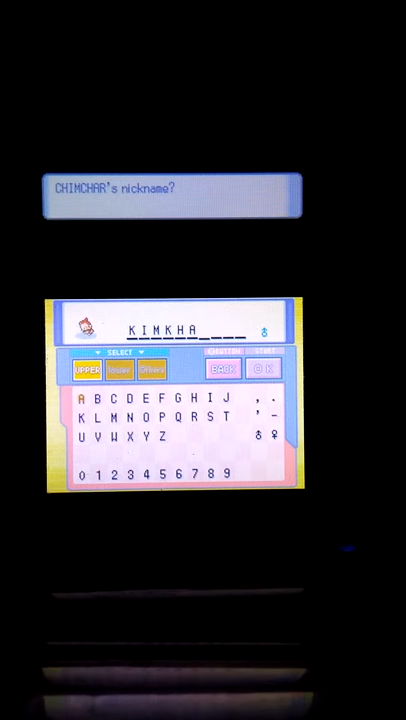 CHIMCHAR's nickname?
KIMKHA
SELECT
START
UPPER lower Others BACK OK
A B C D E F G H I J , .
K L M N O P Q R S T ' -
U V W X Y Z ♂ ♀
0 1 2 3 4 5 6 7 8 9